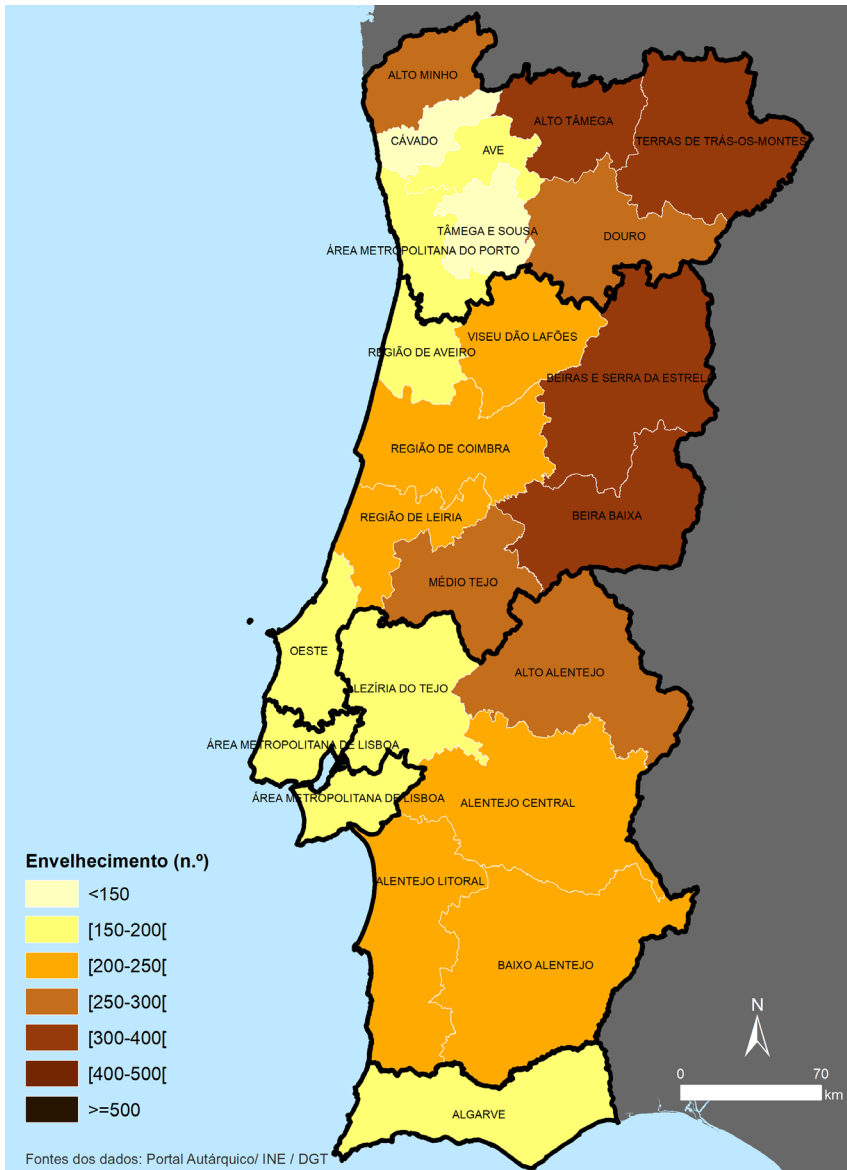 ALTO MINHO
ALTO TÂMEGA
TERRAS DE TRÁS-OS-MONTES
CÁVADO
AVE
TÂMEGA E SOUSA
DOURO
ÁREA METROPOLITANA DO PORTO
VISEU DÃO LAFÕES
REGIÃO DE AVEIRO
BEIRAS E SERRA DA ESTRELA
REGIÃO DE COIMBRA
REGIÃO DE LEIRIA
BEIRA BAIXA
MÉDIO TEJO
OESTE
ALTO ALENTEJO
LEZÍRIA DO TEJO
ÁREA METROPOLITANA DE LISBOA
ÁREA METROPOLITANA DE LISBOA
ALENTEJO CENTRAL
ALENTEJO LITORAL
BAIXO ALENTEJO
ALGARVE
Envelhecimento (n.º)
<150
[150-200[
[200-250[
[250-300[
[300-400[
[400-500[
>=500
N
0 70
km
Fontes dos dados: Portal Autárquico/ INE / DGT